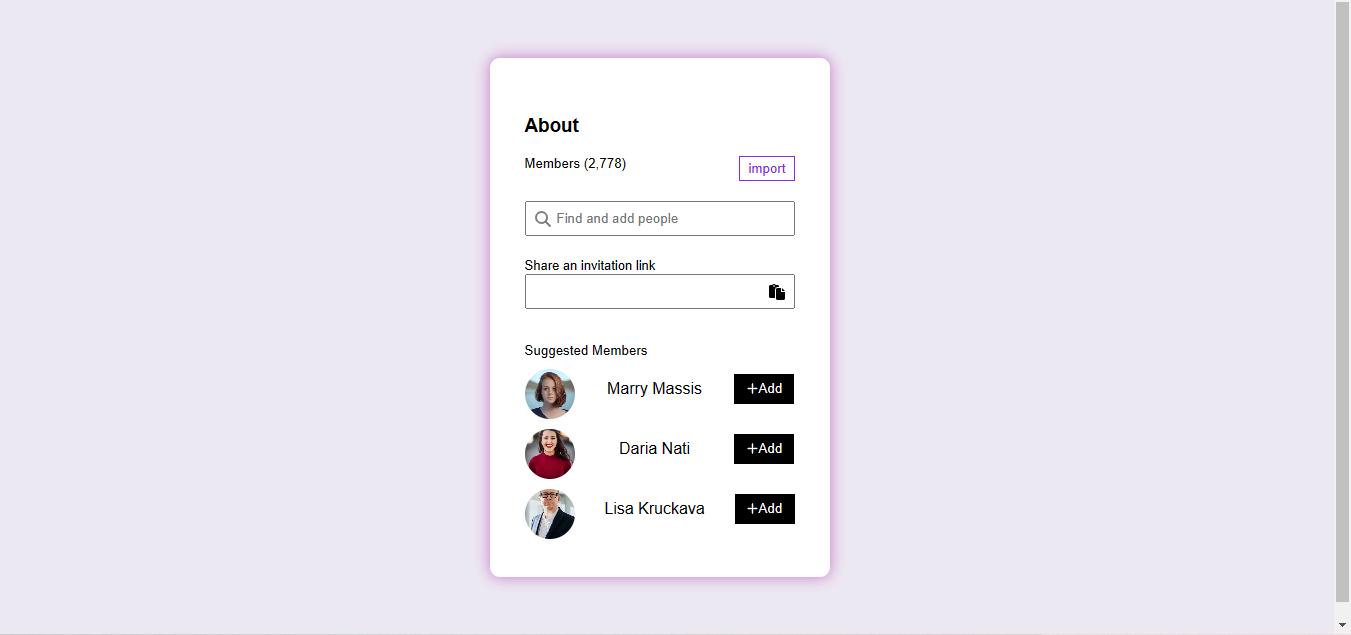 About
Members (2,778)
import
Find and add people
Share an invitation link
Suggested Members
Marry Massis
+Add
Daria Nati
+Add
Lisa Kruckava
+Add